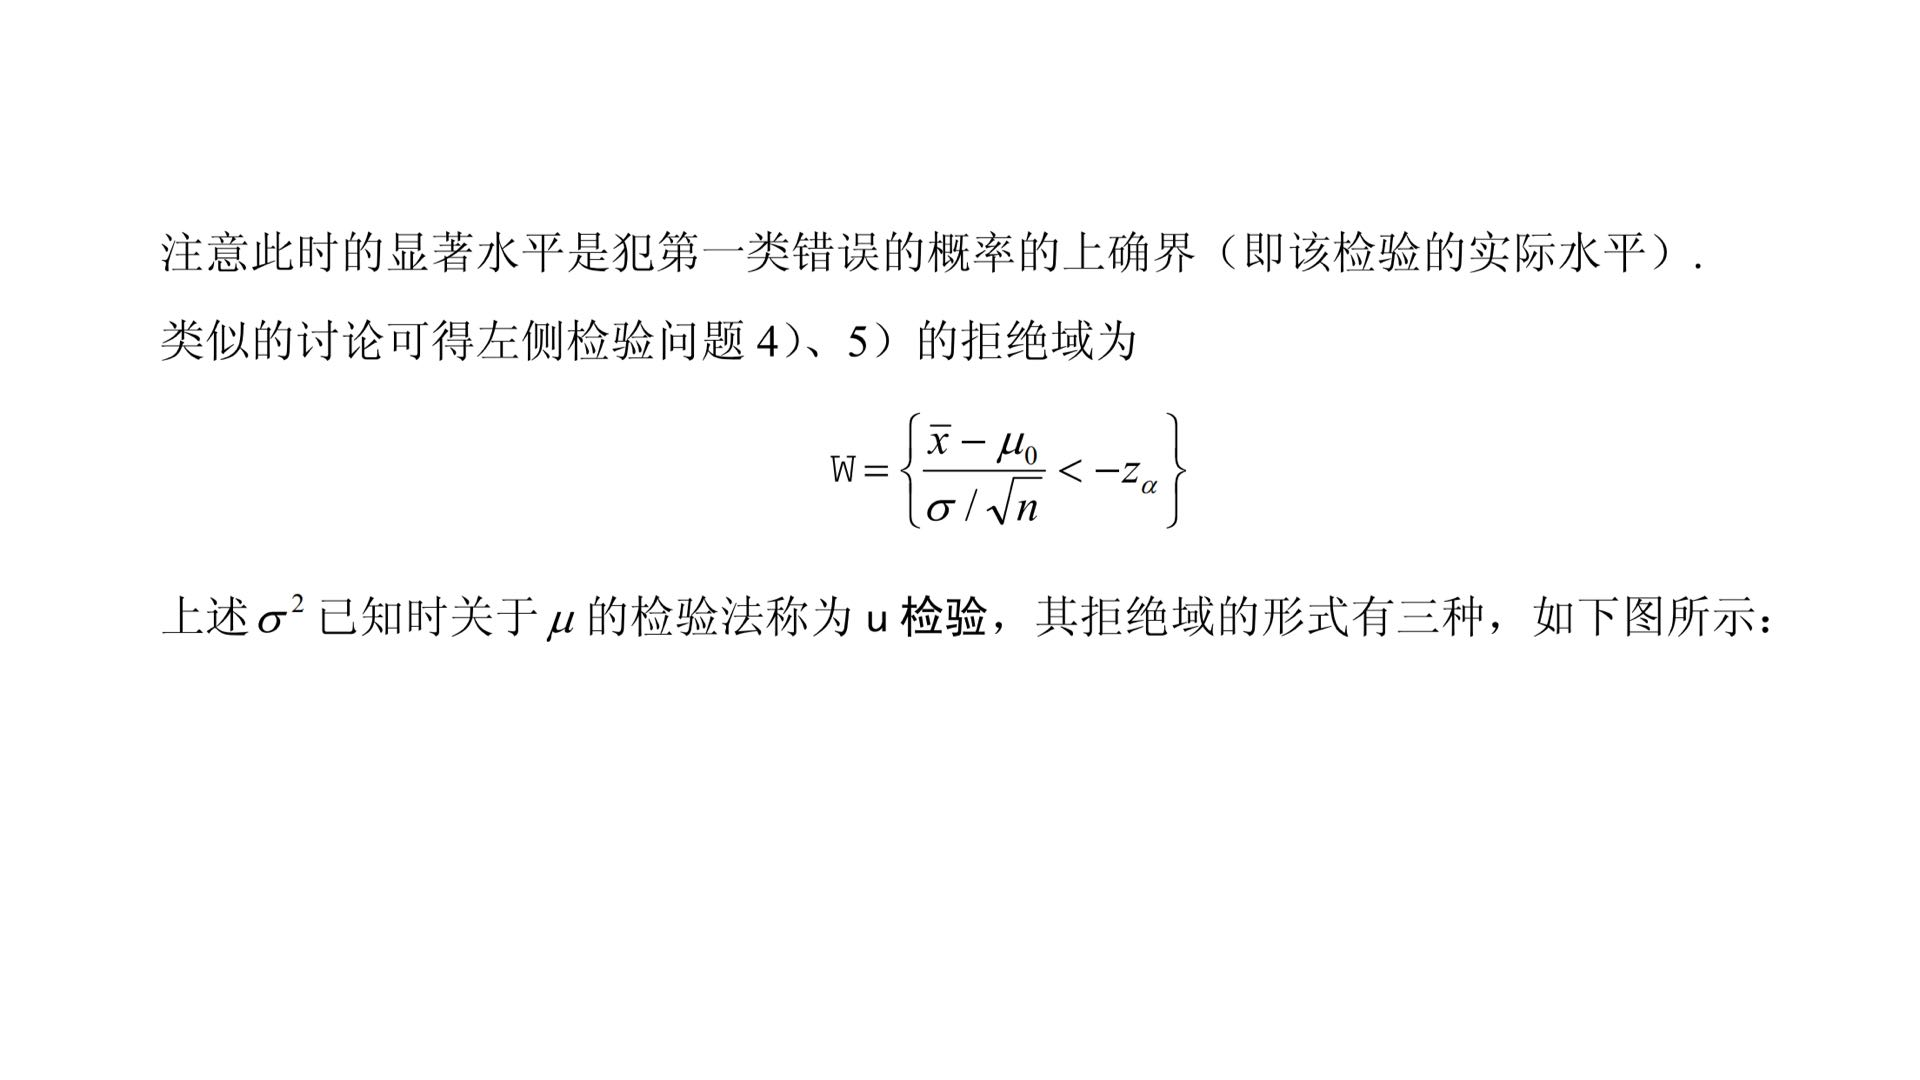 注意此时的显著水平是犯第一类错误的概率的上确界（即该检验的实际水平）.
类似的讨论可得左侧检验问题 4）、5）的拒绝域为
W = { (x̄ − μ₀) / (σ / √n) < −z_α }
上述 σ² 已知时关于 μ 的检验法称为 u 检验，其拒绝域的形式有三种，如下图所示：